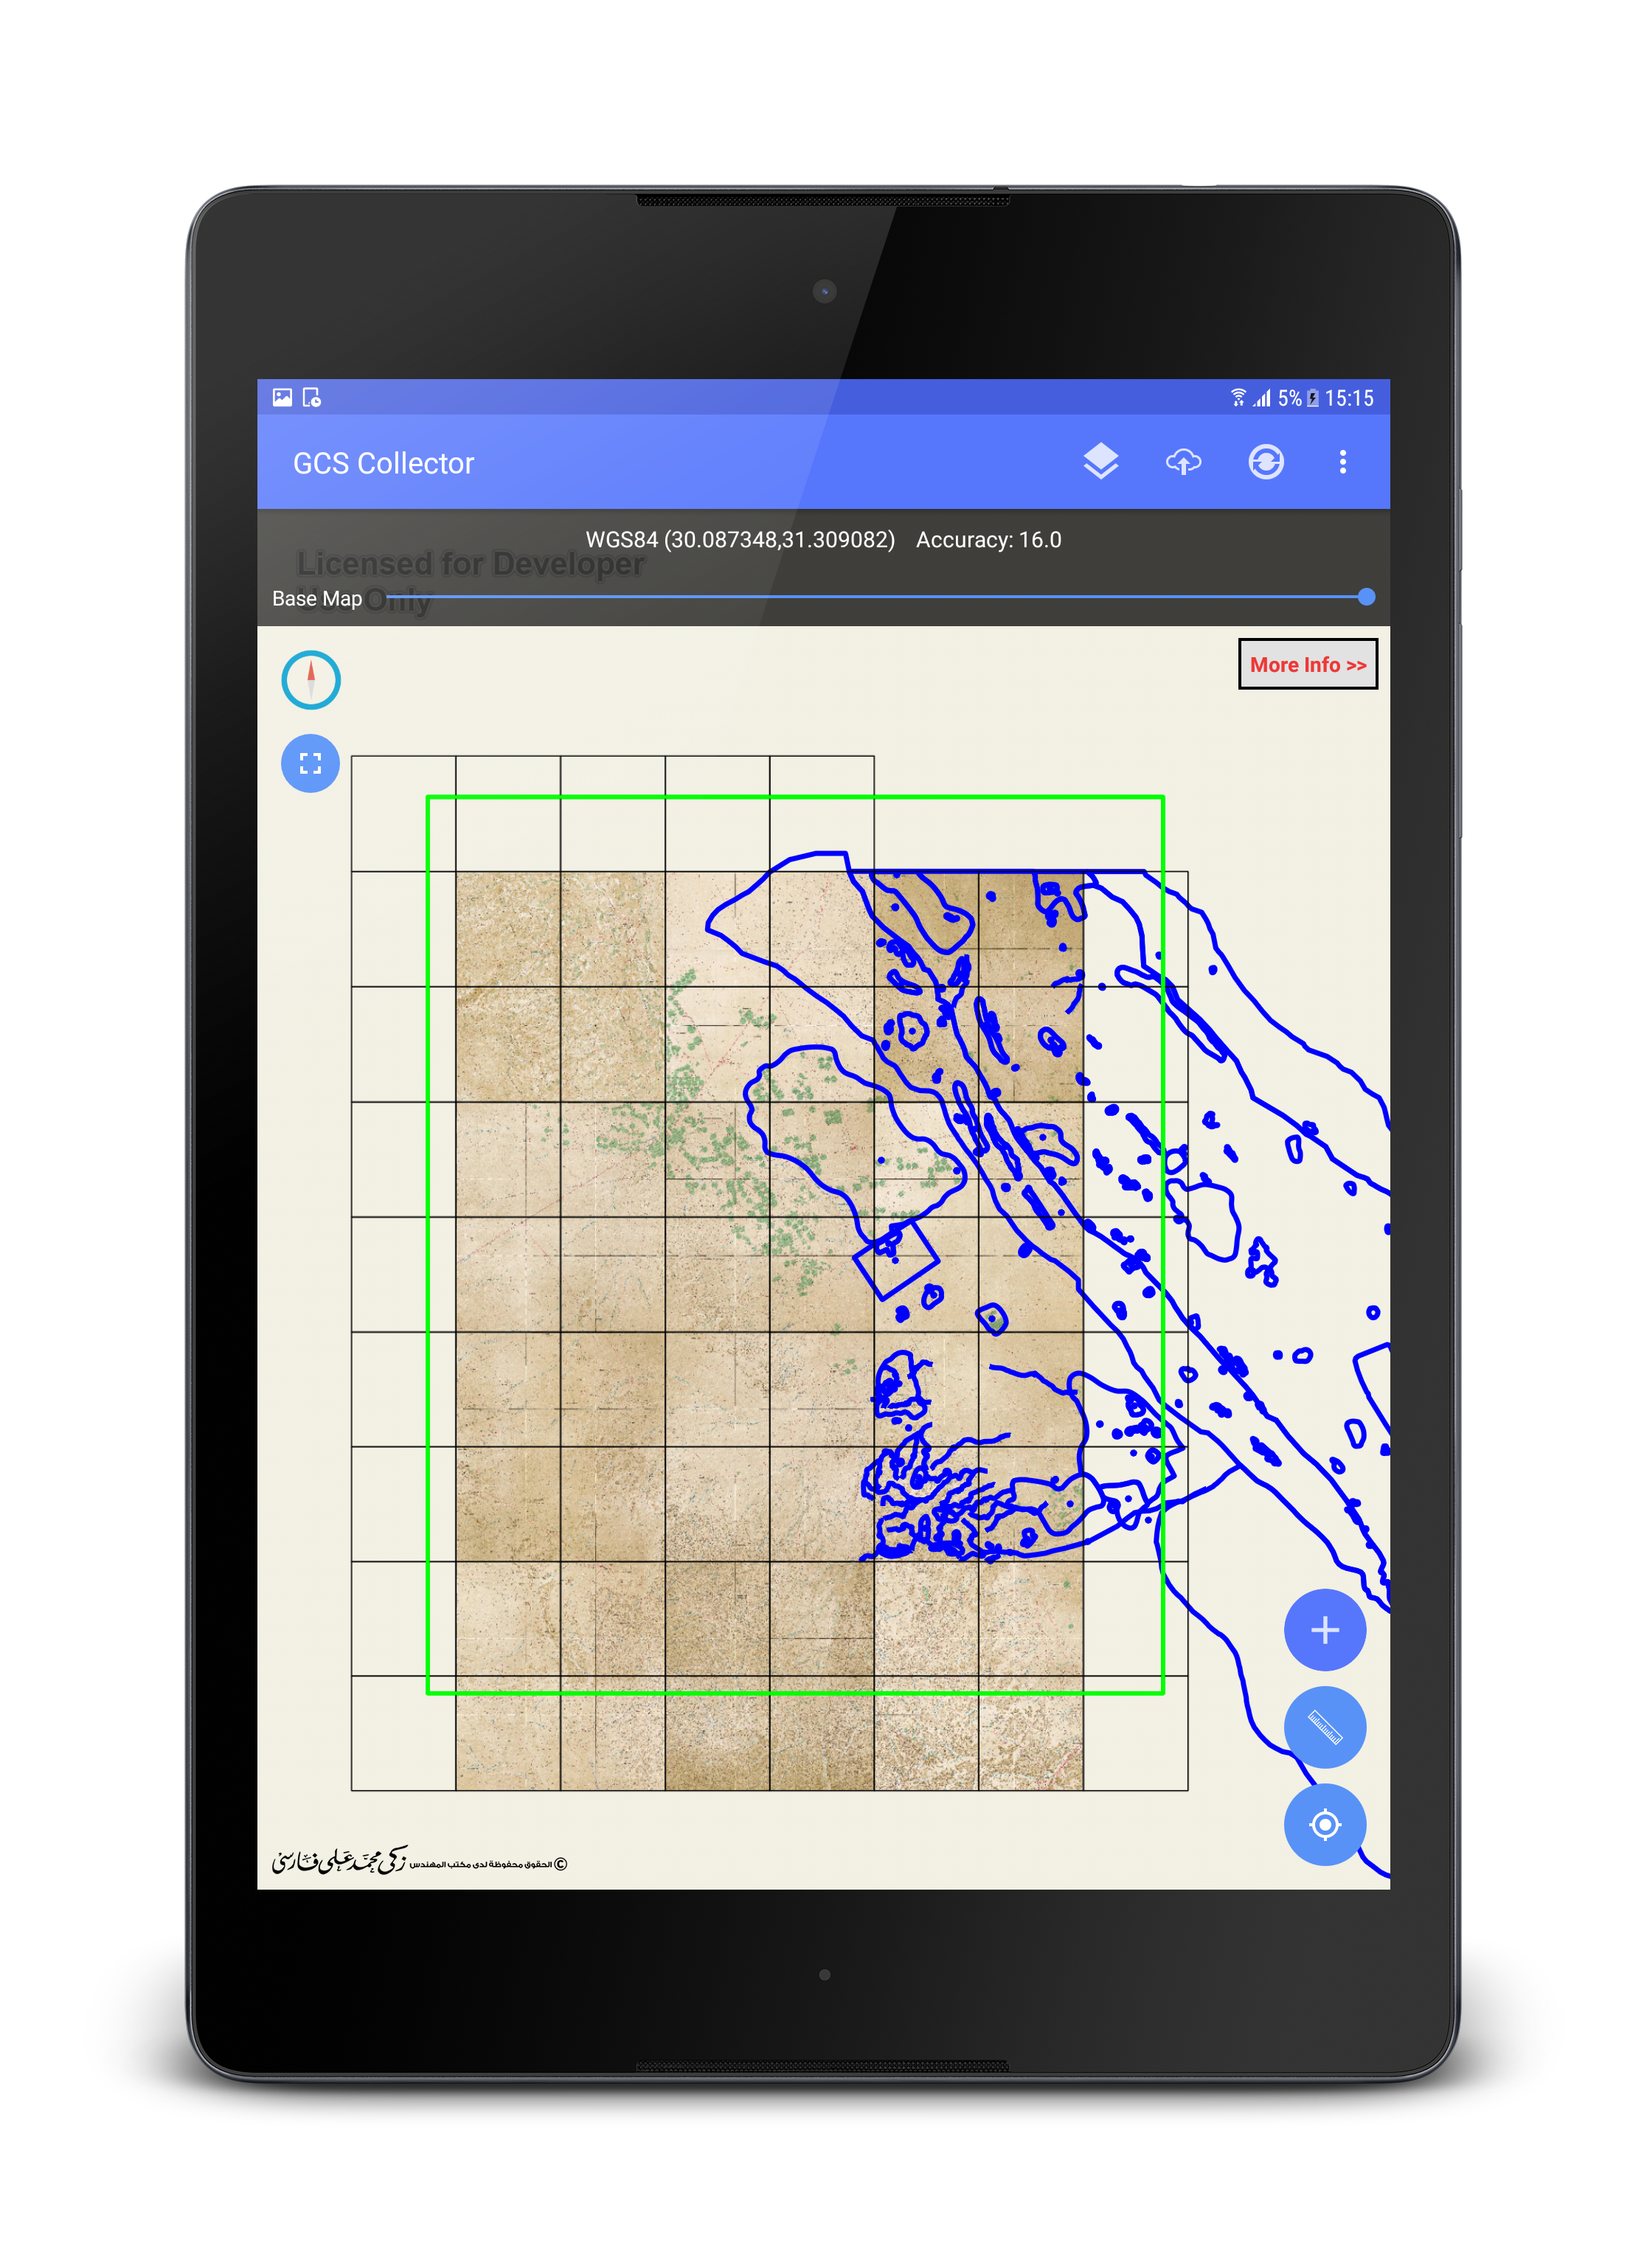 5% 15:15
GCS Collector
WGS84 (30.087348,31.309082) Accuracy: 16.0
Licensed for Developer
Use Only
Base Map
More Info >>
© الحقوق محفوظة لدى مكتب المهندس زكي محمد علي فارسي